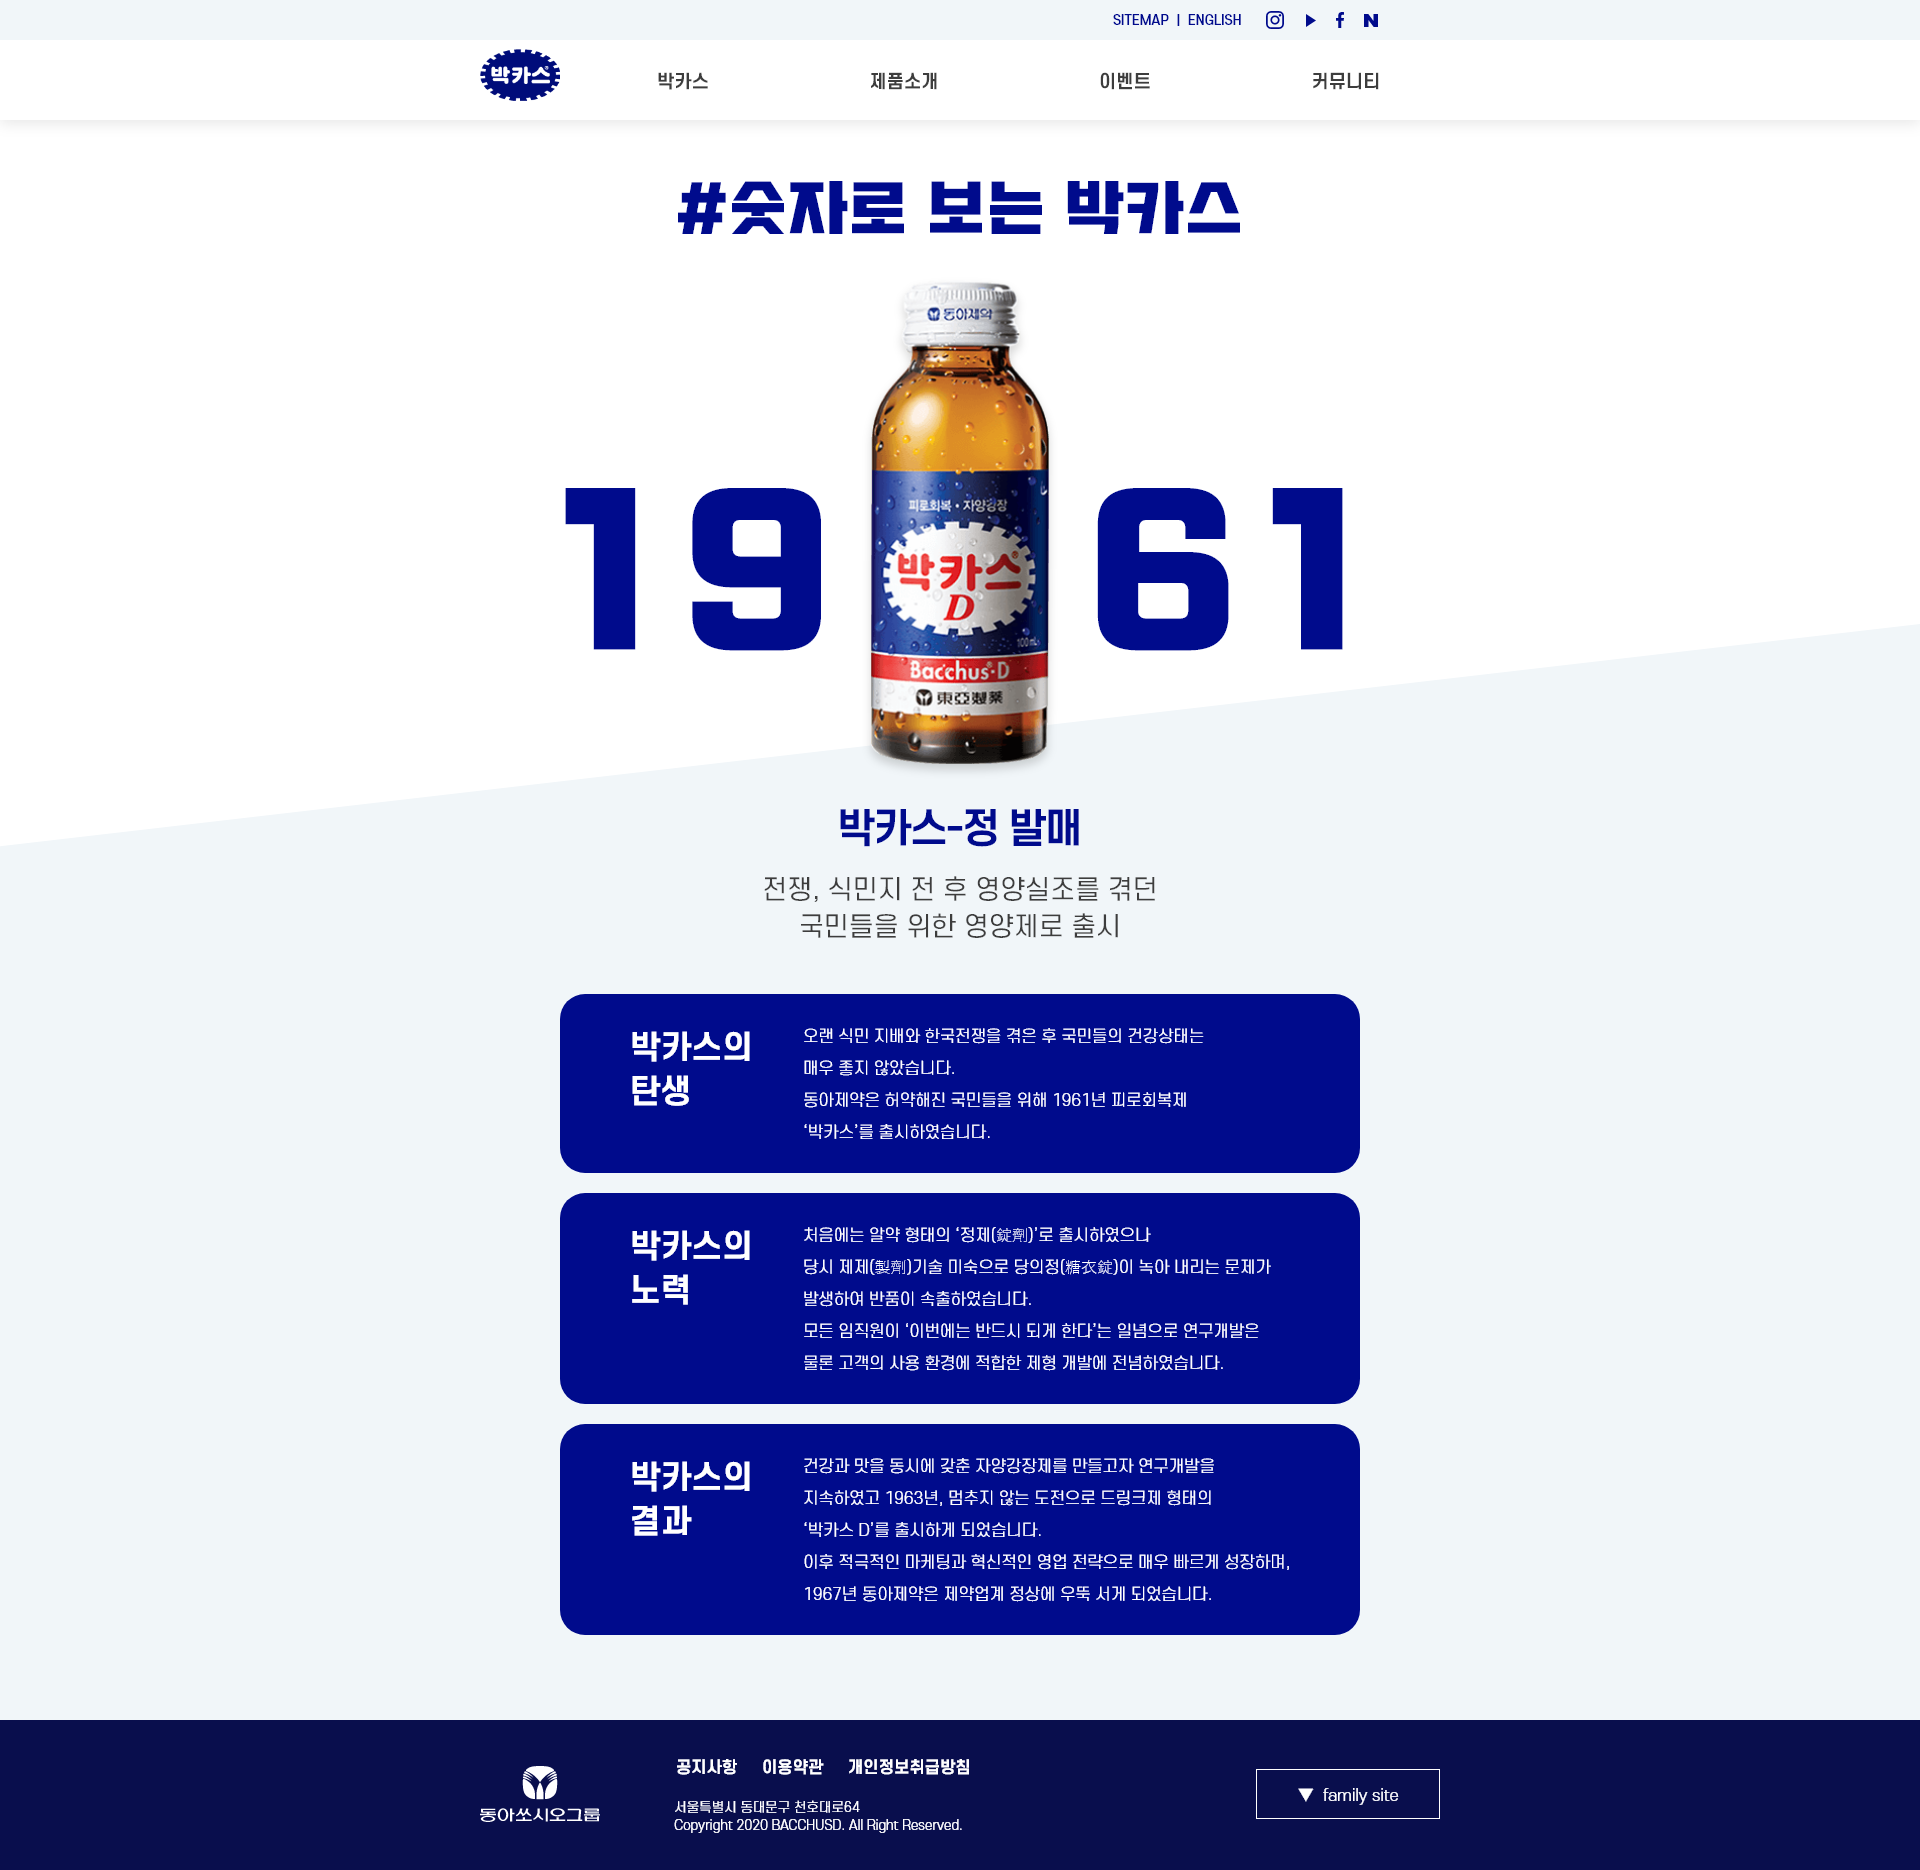 SITEMAP | ENGLISH
박카스
박카스 제품소개 이벤트 커뮤니티
#숫자로 보는 박카스
동아제약
19 61
피로회복 • 자양강장
박카스®
D
100 mL
Bacchus®-D
東亞製薬
박카스-정 발매
전쟁, 식민지 전 후 영양실조를 겪던
국민들을 위한 영양제로 출시
박카스의
탄생
오랜 식민 지배와 한국전쟁을 겪은 후 국민들의 건강상태는
매우 좋지 않았습니다.
동아제약은 허약해진 국민들을 위해 1961년 피로회복제
‘박카스’를 출시하였습니다.
박카스의
노력
처음에는 알약 형태의 ‘정제(錠劑)’로 출시하였으나
당시 제제(製劑)기술 미숙으로 당의정(糖衣錠)이 녹아 내리는 문제가
발생하여 반품이 속출하였습니다.
모든 임직원이 ‘이번에는 반드시 되게 한다’는 일념으로 연구개발은
물론 고객의 사용 환경에 적합한 제형 개발에 전념하였습니다.
박카스의
결과
건강과 맛을 동시에 갖춘 자양강장제를 만들고자 연구개발을
지속하였고 1963년, 멈추지 않는 도전으로 드링크제 형태의
‘박카스 D’를 출시하게 되었습니다.
이후 적극적인 마케팅과 혁신적인 영업 전략으로 매우 빠르게 성장하며,
1967년 동아제약은 제약업계 정상에 우뚝 서게 되었습니다.
동아쏘시오그룹
공지사항 이용약관 개인정보취급방침
서울특별시 동대문구 천호대로64
Copyright 2020 BACCHUSD. All Right Reserved.
▼ family site